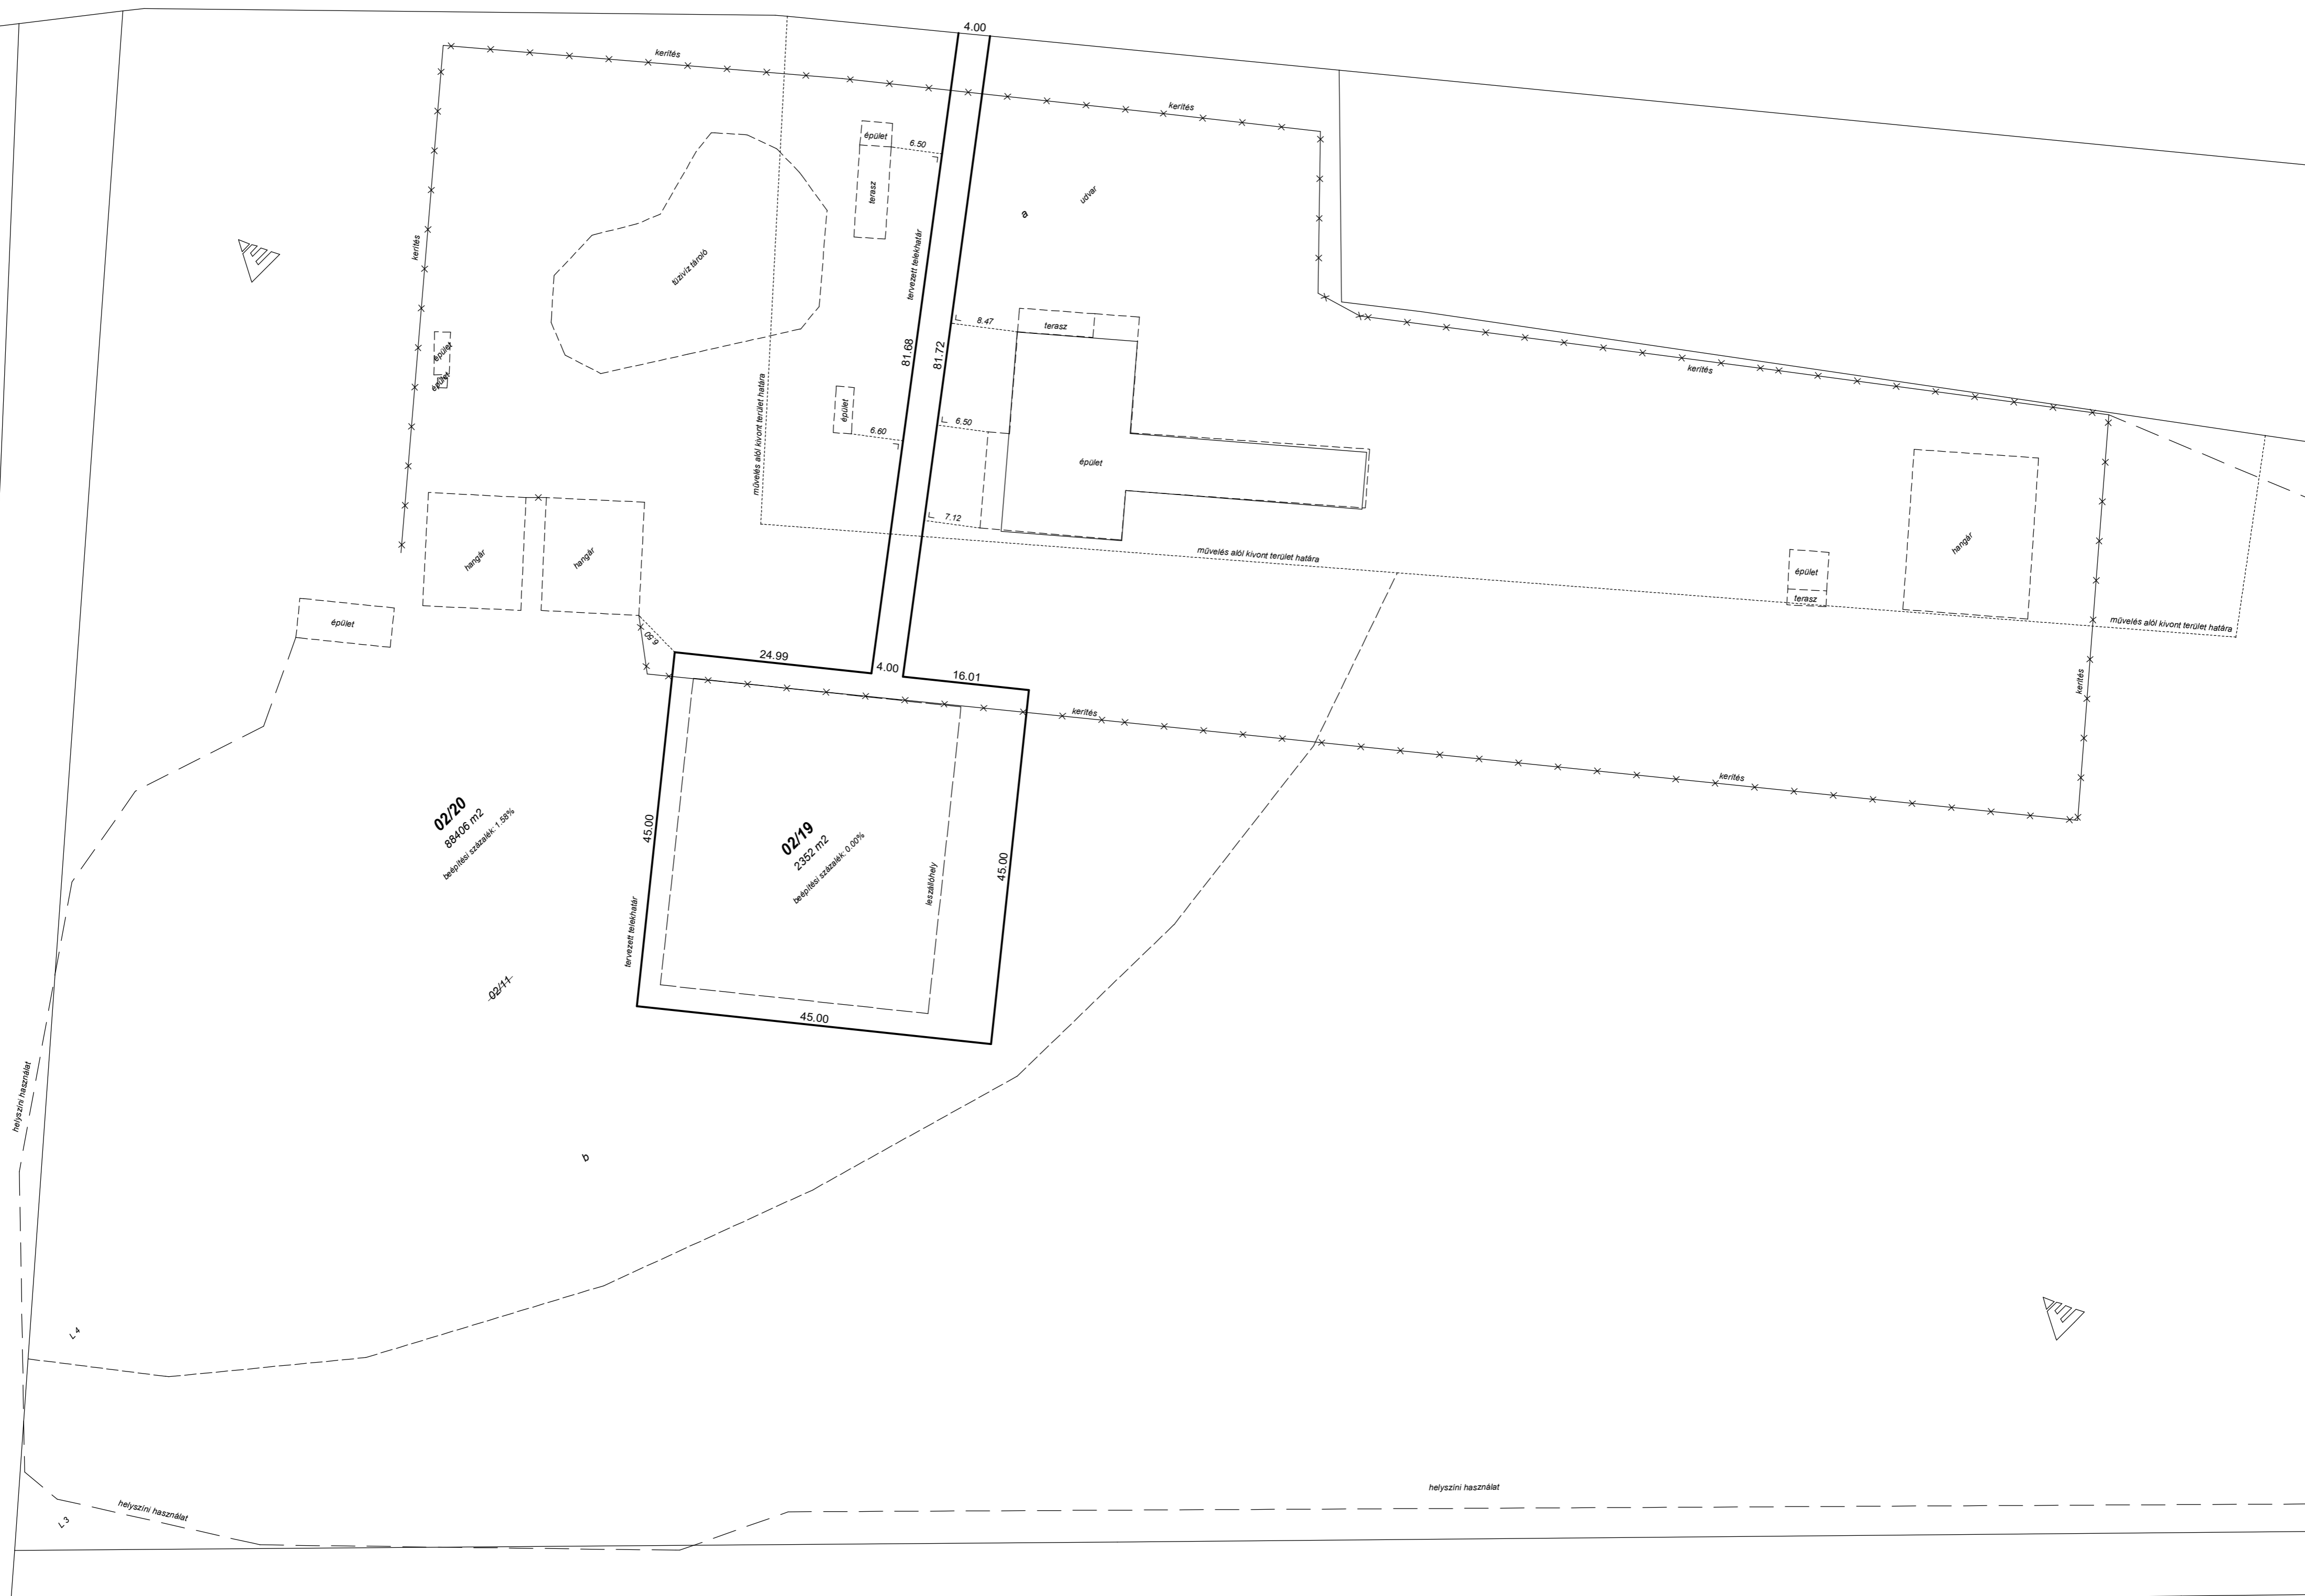 4.00
kerítés
kerítés
épület
6.50
terasz
a
udvar
kerítés
tervezett telekhatár
tüzivíz tároló
8.47
terasz
81.68
81.72
épület
épület
művelés alól kivont terület határa
kerítés
épület
6.60
6.50
épület
7.12
hangár
hangár
művelés alól kivont terület határa
hangár
épület
terasz
épület
6.50
művelés alól kivont terület határa
24.99
4.00
16.01
kerítés
kerítés
kerítés
02/20
88406 m2
beépítési százalék: 1.58%
45.00
02/19
2352 m2
beépítési százalék: 0.00%
leszállóhely
45.00
tervezett telekhatár
02/11
45.00
helyszíni használat
b
L 4
helyszíni használat
L 3
helyszíni használat